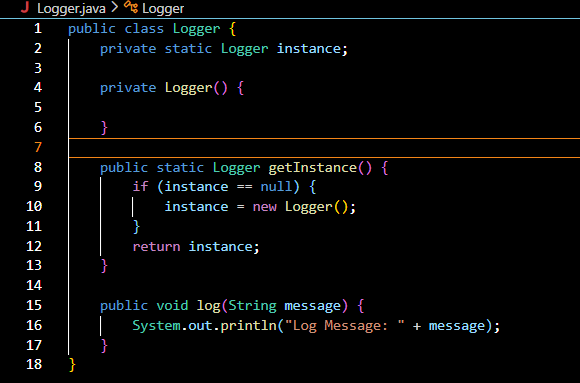 Logger.java > Logger
1 public class Logger {
2     private static Logger instance;
3
4     private Logger() {
5
6     }
7
8     public static Logger getInstance() {
9         if (instance == null) {
10             instance = new Logger();
11         }
12         return instance;
13     }
14
15     public void log(String message) {
16         System.out.println("Log Message: " + message);
17     }
18 }